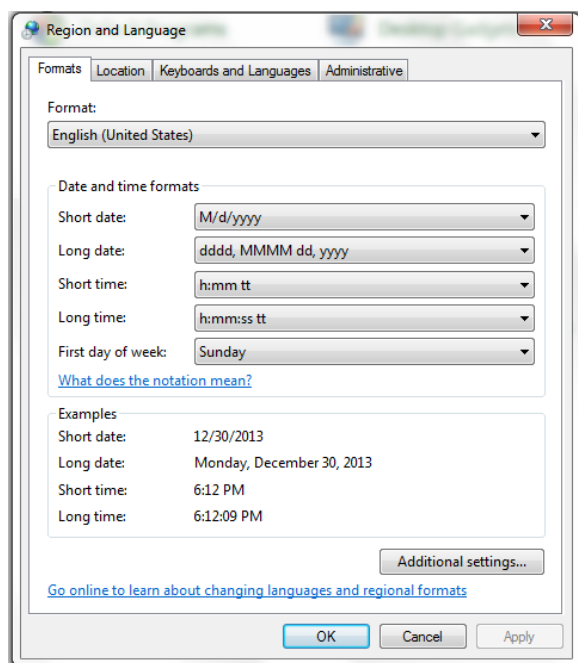 Region and Language
Formats Location Keyboards and Languages Administrative
Format:
English (United States)
Date and time formats
Short date: M/d/yyyy
Long date: dddd, MMMM dd, yyyy
Short time: h:mm tt
Long time: h:mm:ss tt
First day of week: Sunday
What does the notation mean?
Examples
Short date: 12/30/2013
Long date: Monday, December 30, 2013
Short time: 6:12 PM
Long time: 6:12:09 PM
Additional settings...
Go online to learn about changing languages and regional formats
OK Cancel Apply